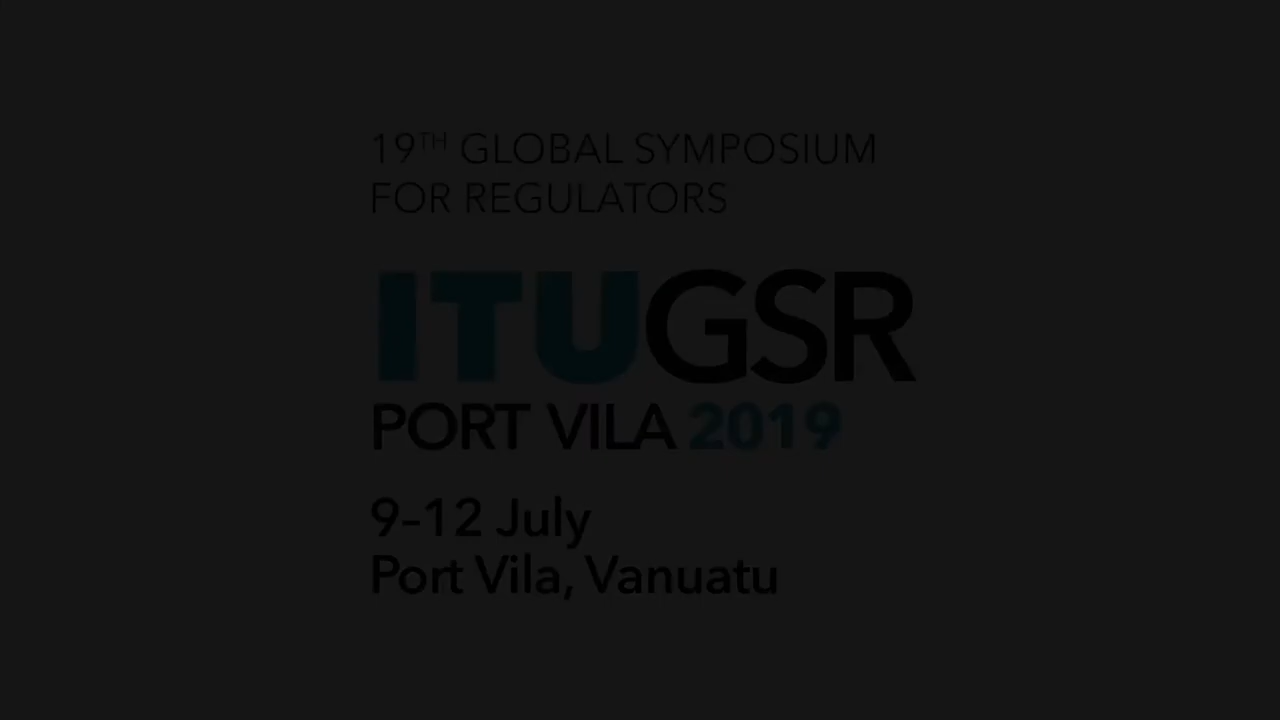 19TH GLOBAL SYMPOSIUM
FOR REGULATORS
ITUGSR
PORT VILA 2019
9–12 July
Port Vila, Vanuatu